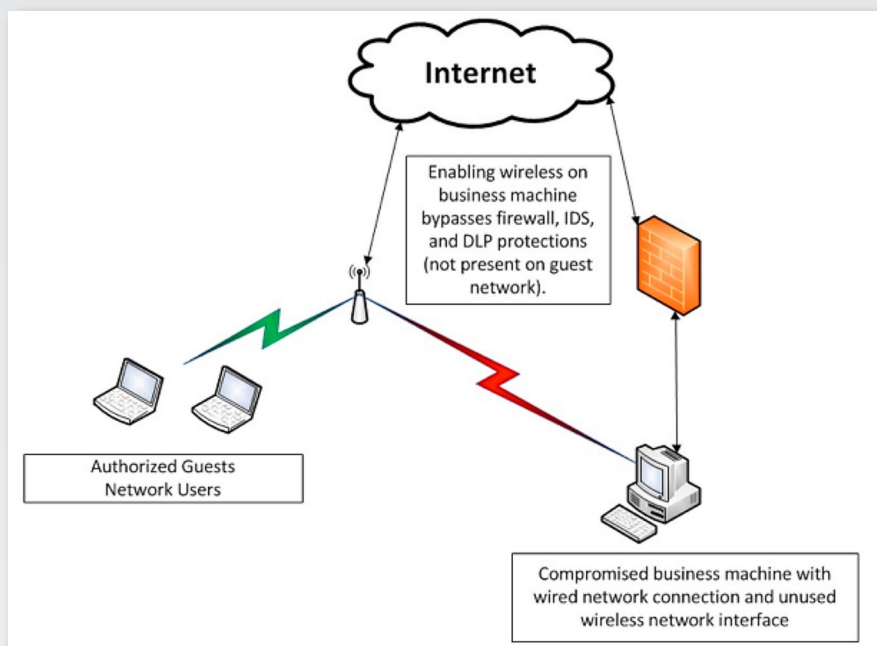 Internet
Enabling wireless on
business machine
bypasses firewall, IDS,
and DLP protections
(not present on guest
network).
Authorized Guests
Network Users
Compromised business machine with
wired network connection and unused
wireless network interface